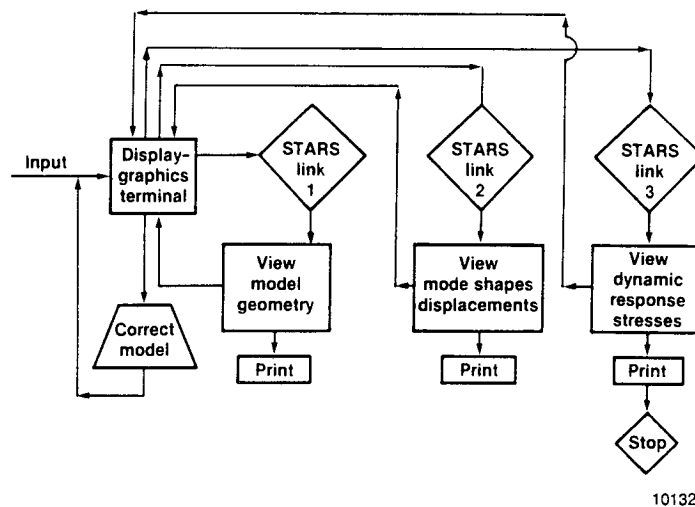 Input
Display-
graphics
terminal
STARS
link
1
STARS
link
2
STARS
link
3
View
model
geometry
View
mode shapes
displacements
View
dynamic
response
stresses
Correct
model
Print
Print
Print
Stop
10132